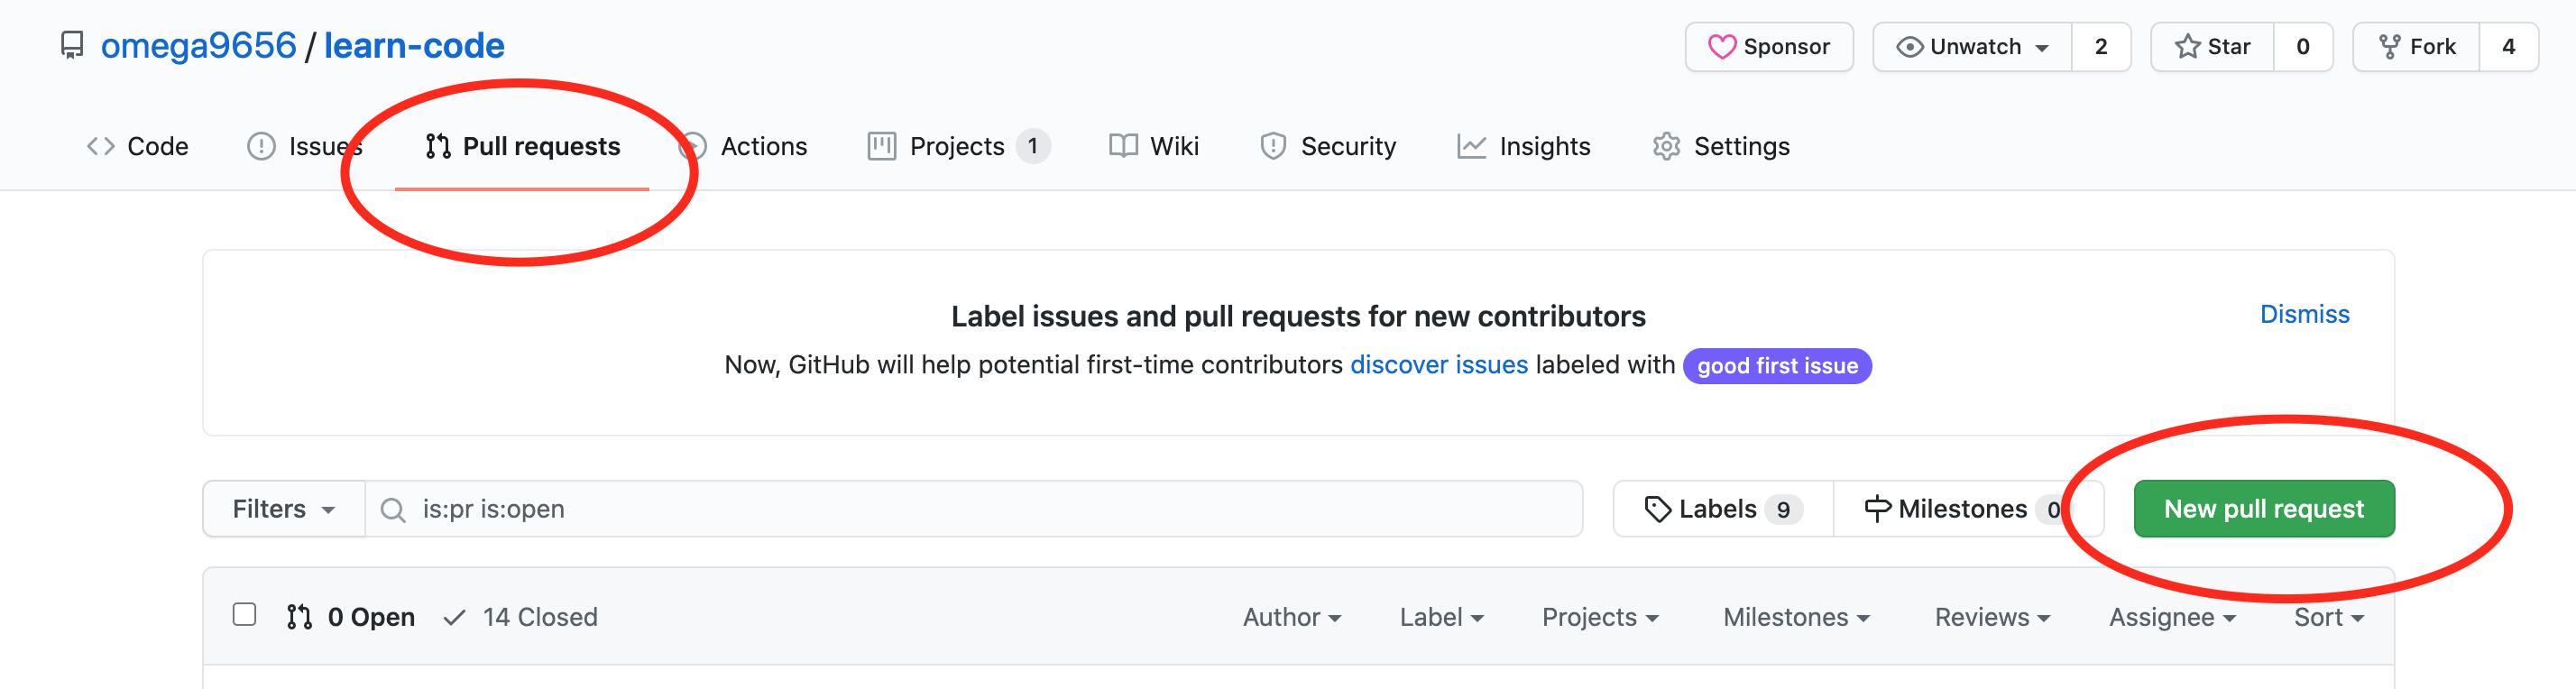 omega9656 / learn-code
Sponsor Unwatch 2 Star 0 Fork 4
Code Issues Pull requests Actions Projects 1 Wiki Security Insights Settings
Label issues and pull requests for new contributors
Dismiss
Now, GitHub will help potential first-time contributors discover issues labeled with good first issue
Filters is:pr is:open Labels 9 Milestones 0 New pull request
0 Open 14 Closed Author Label Projects Milestones Reviews Assignee Sort